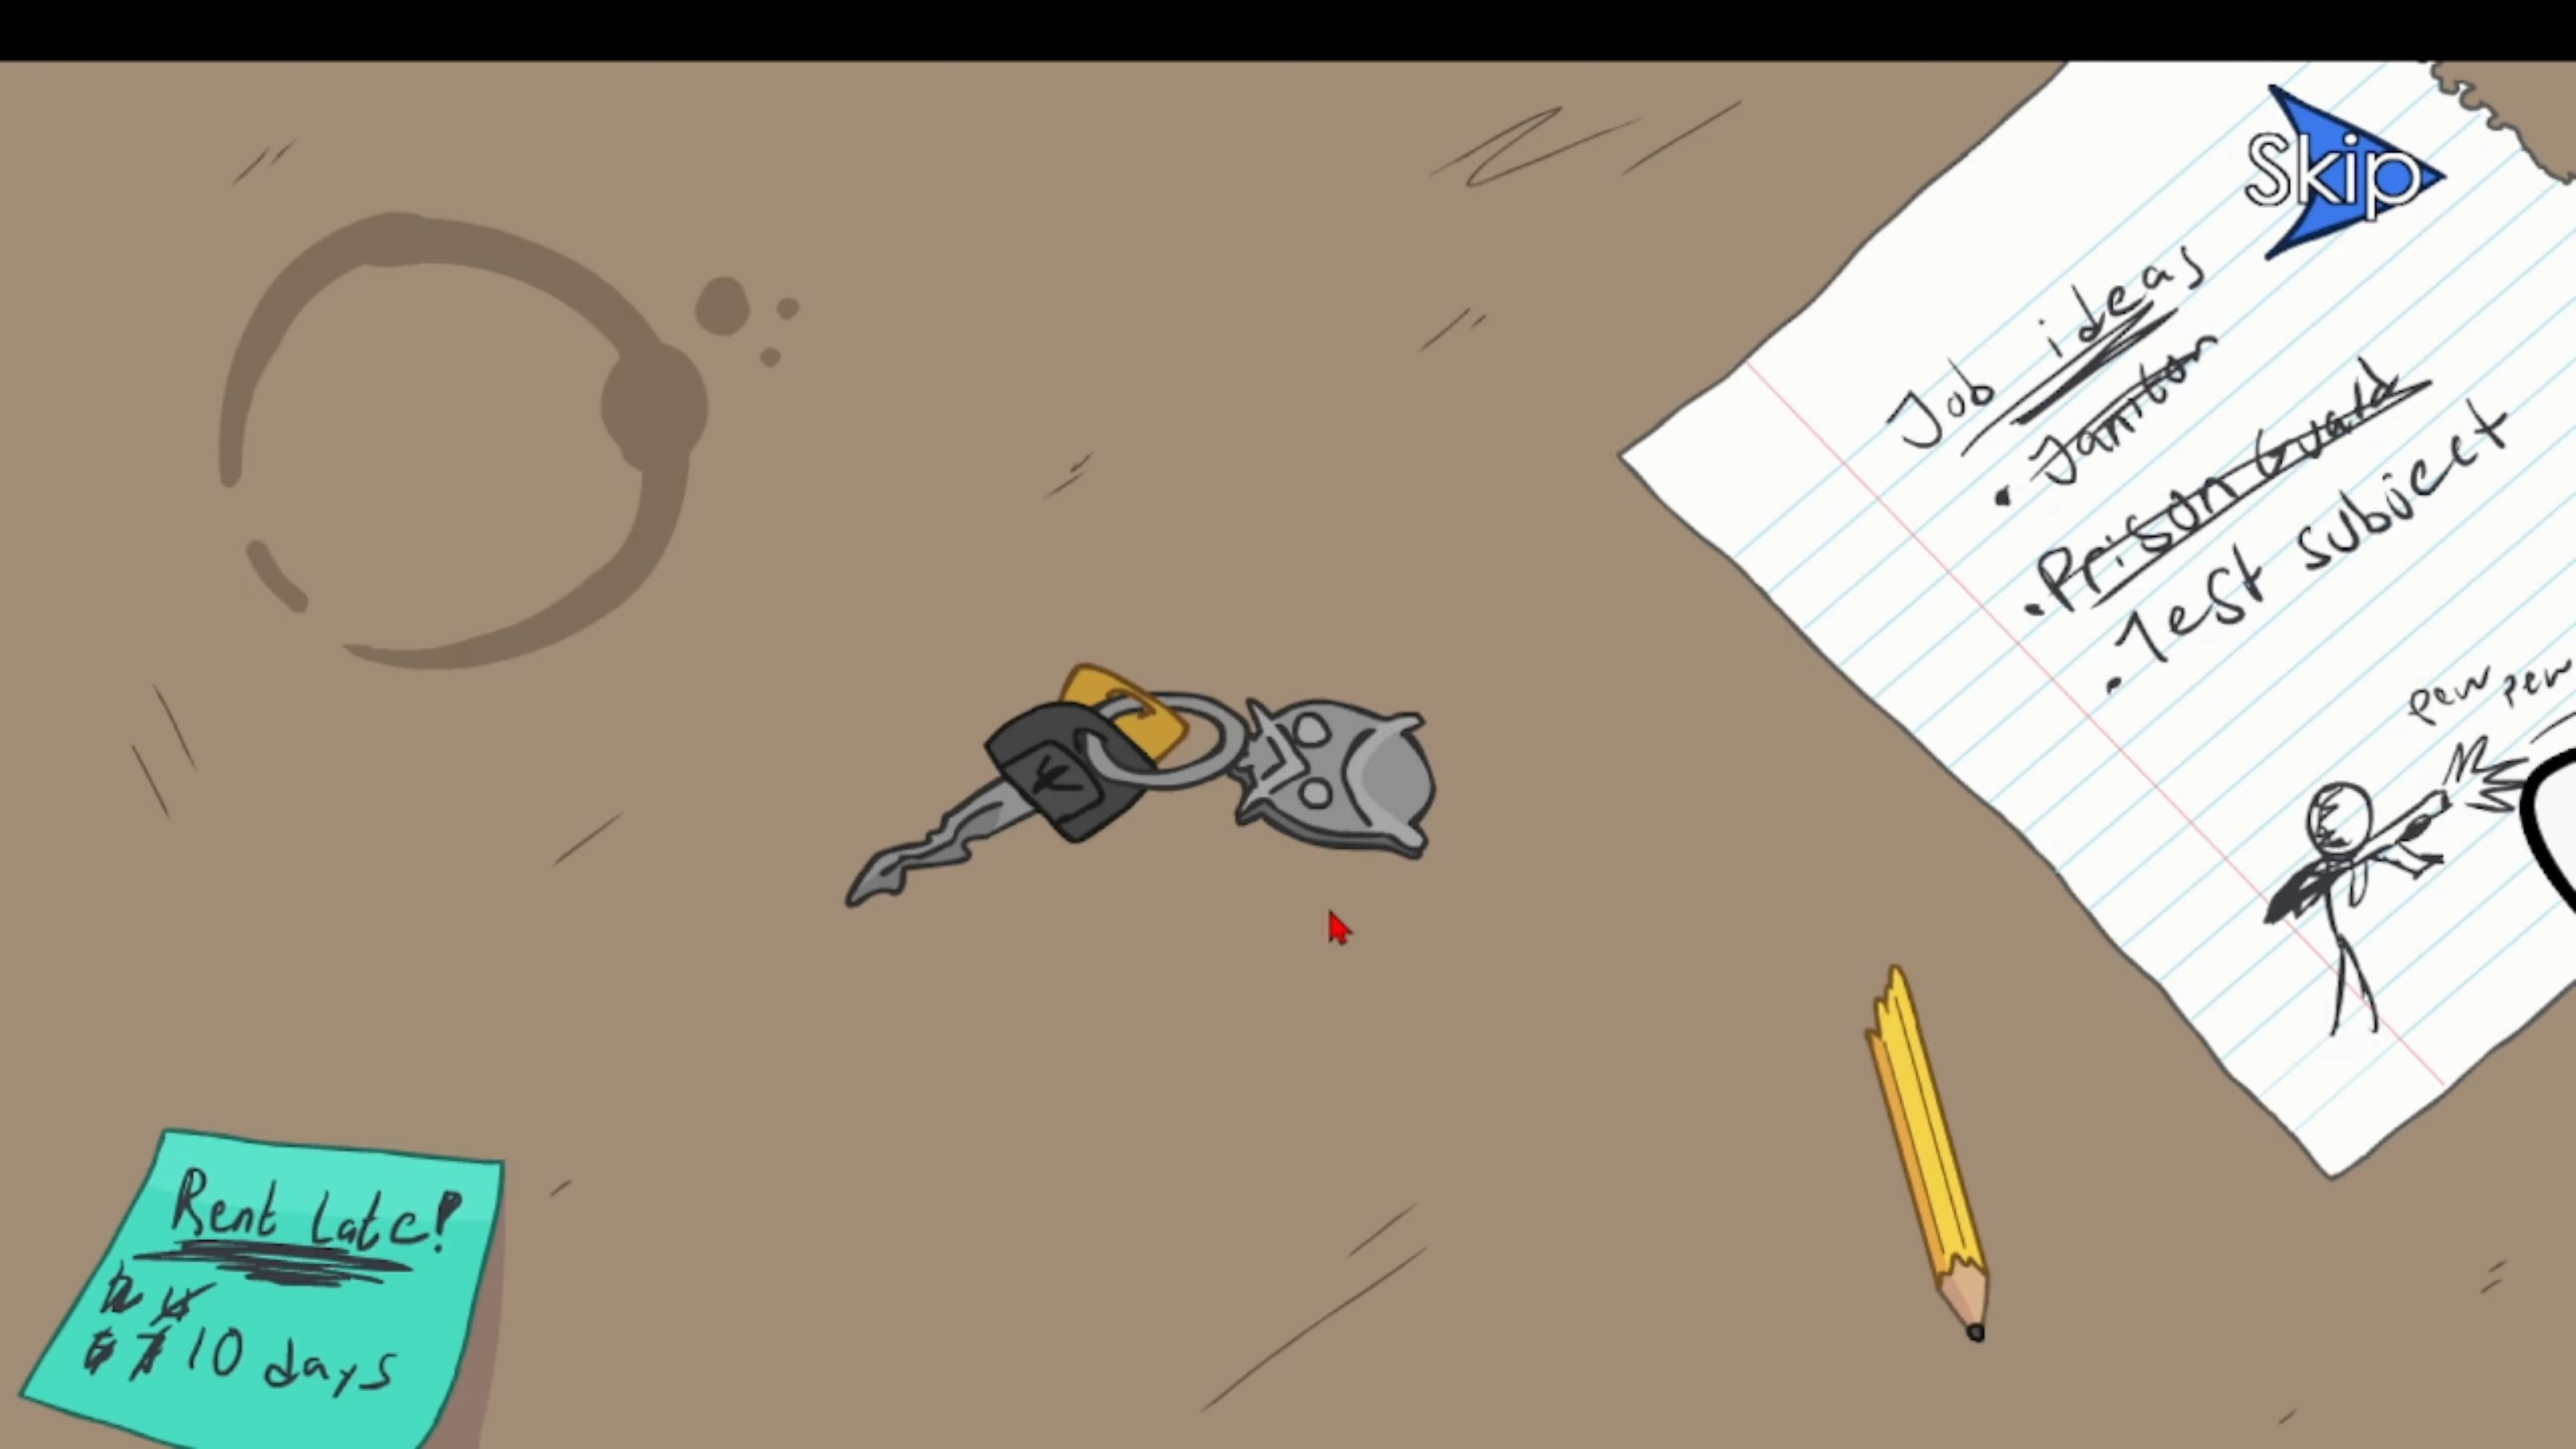 Skip
Job ideas
• Janitor
• Prison Guard
• Test subject
pew pew
Rent Late!
10 days